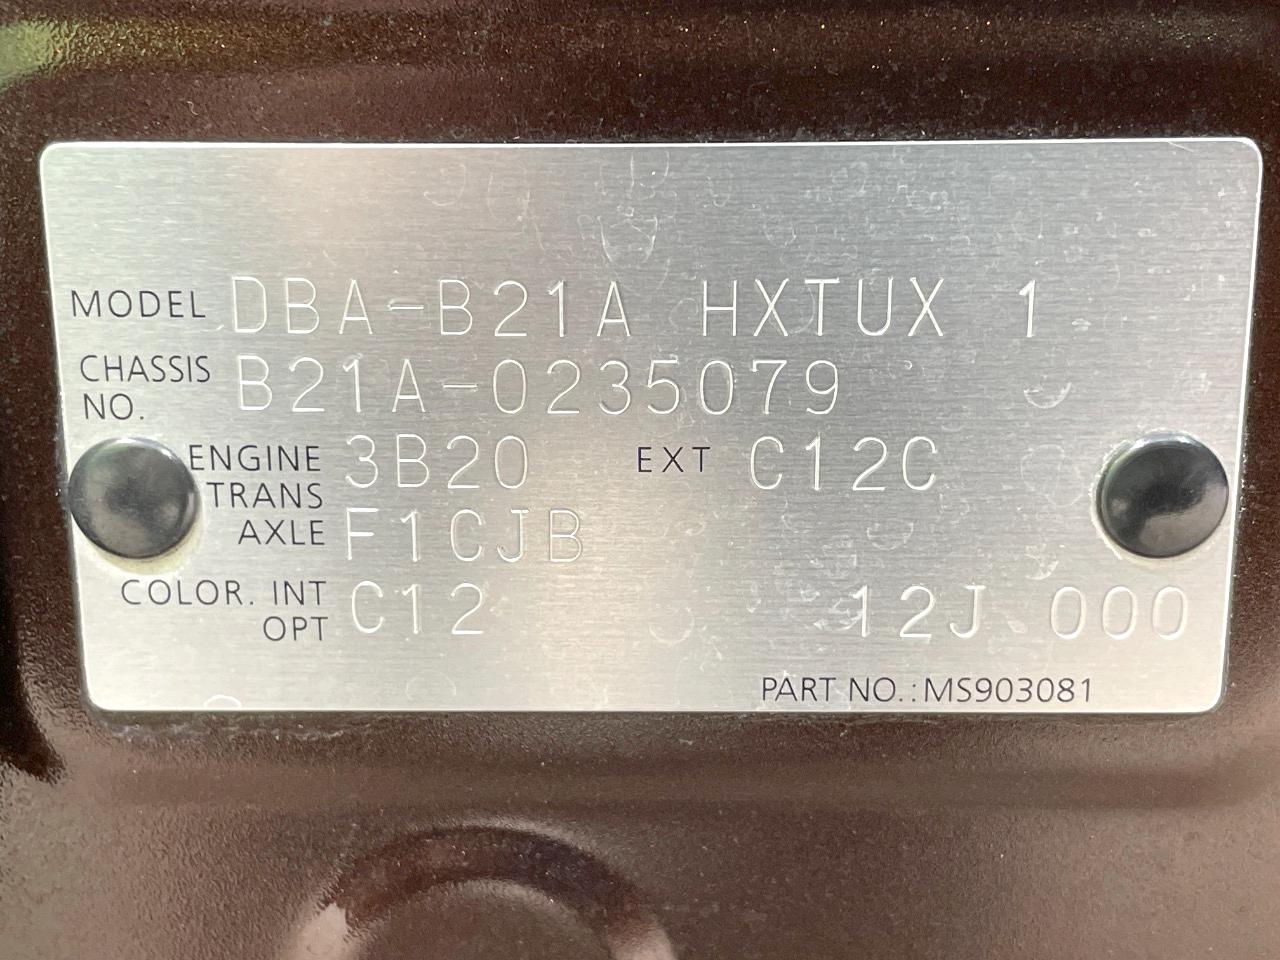 MODEL DBA-B21A HXTUX 1
CHASSIS NO. B21A-0235079
ENGINE 3B20 EXT C12C
TRANS AXLE F1CJB
COLOR. INT OPT C12 12J 000
PART NO.:MS903081